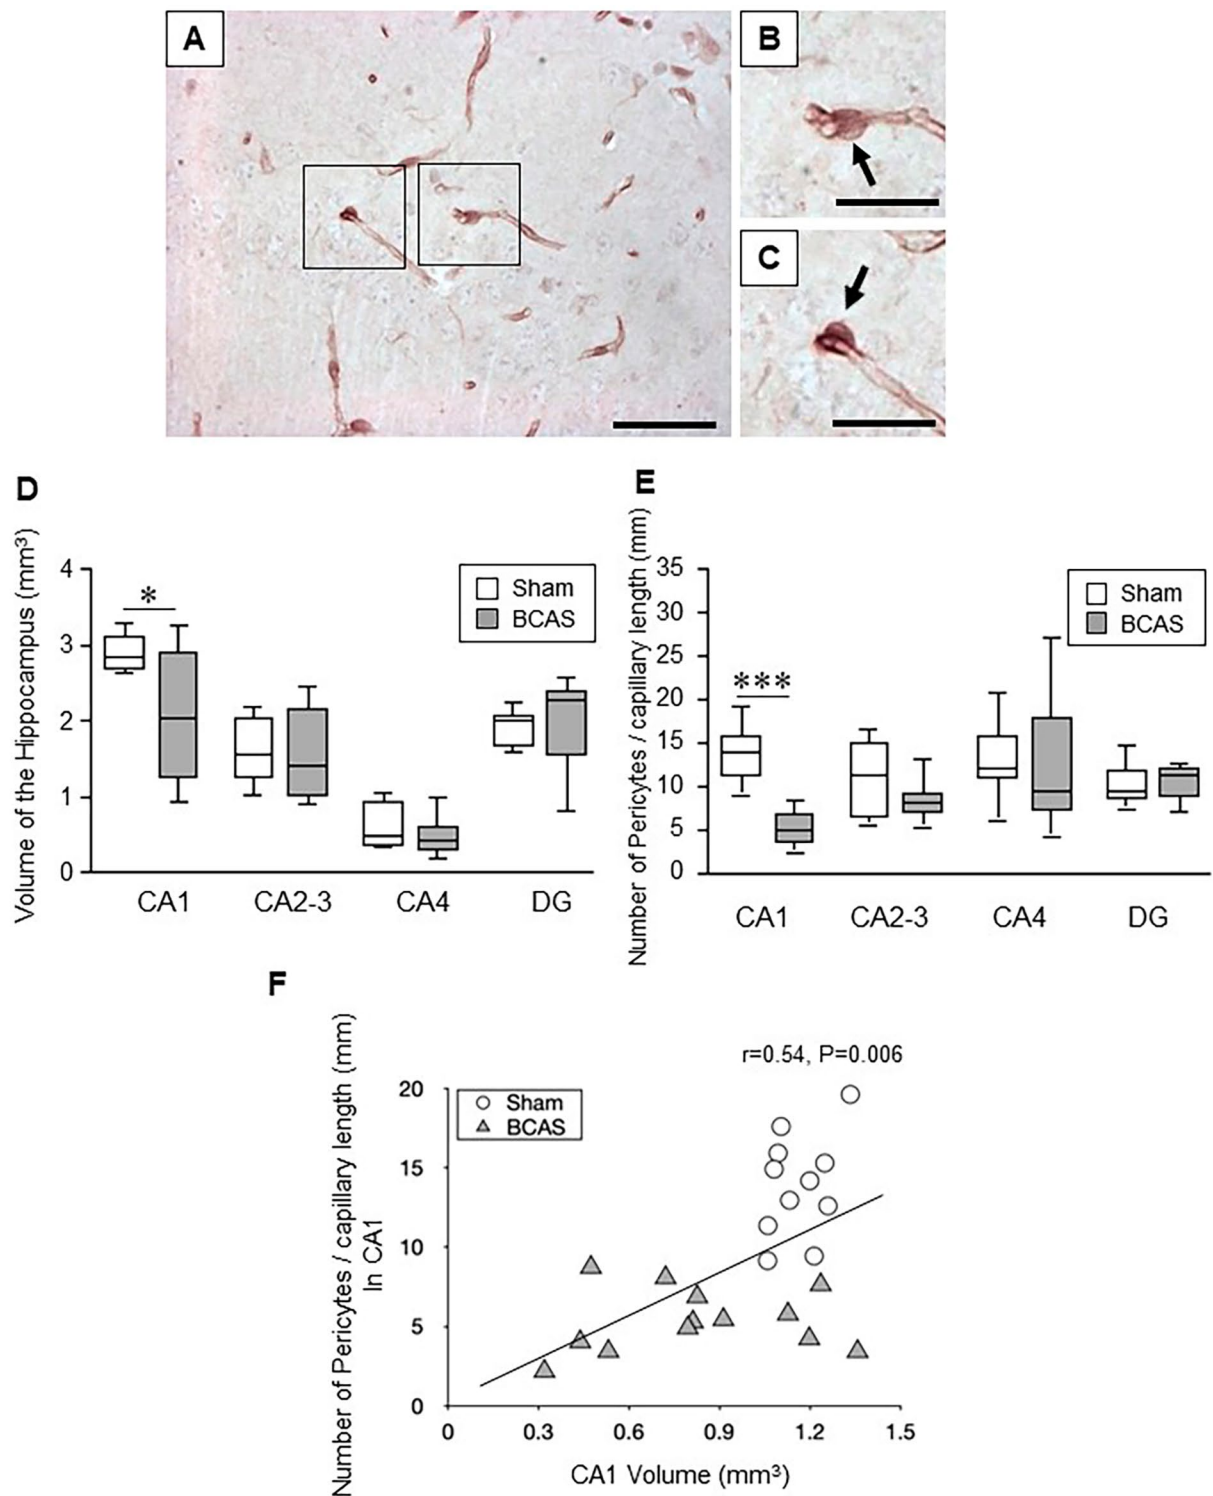 A
B
C
D
Volume of the Hippocampus (mm³)
4
3
2
1
0
*
Sham
BCAS
CA1
CA2-3
CA4
DG
E
Number of Pericytes / capillary length (mm)
35
30
25
20
15
10
5
0
***
Sham
BCAS
CA1
CA2-3
CA4
DG
F
Number of Pericytes / capillary length (mm)
In CA1
r=0.54, P=0.006
20
15
10
5
0
Sham
BCAS
0
0.3
0.6
0.9
1.2
1.5
CA1 Volume (mm³)